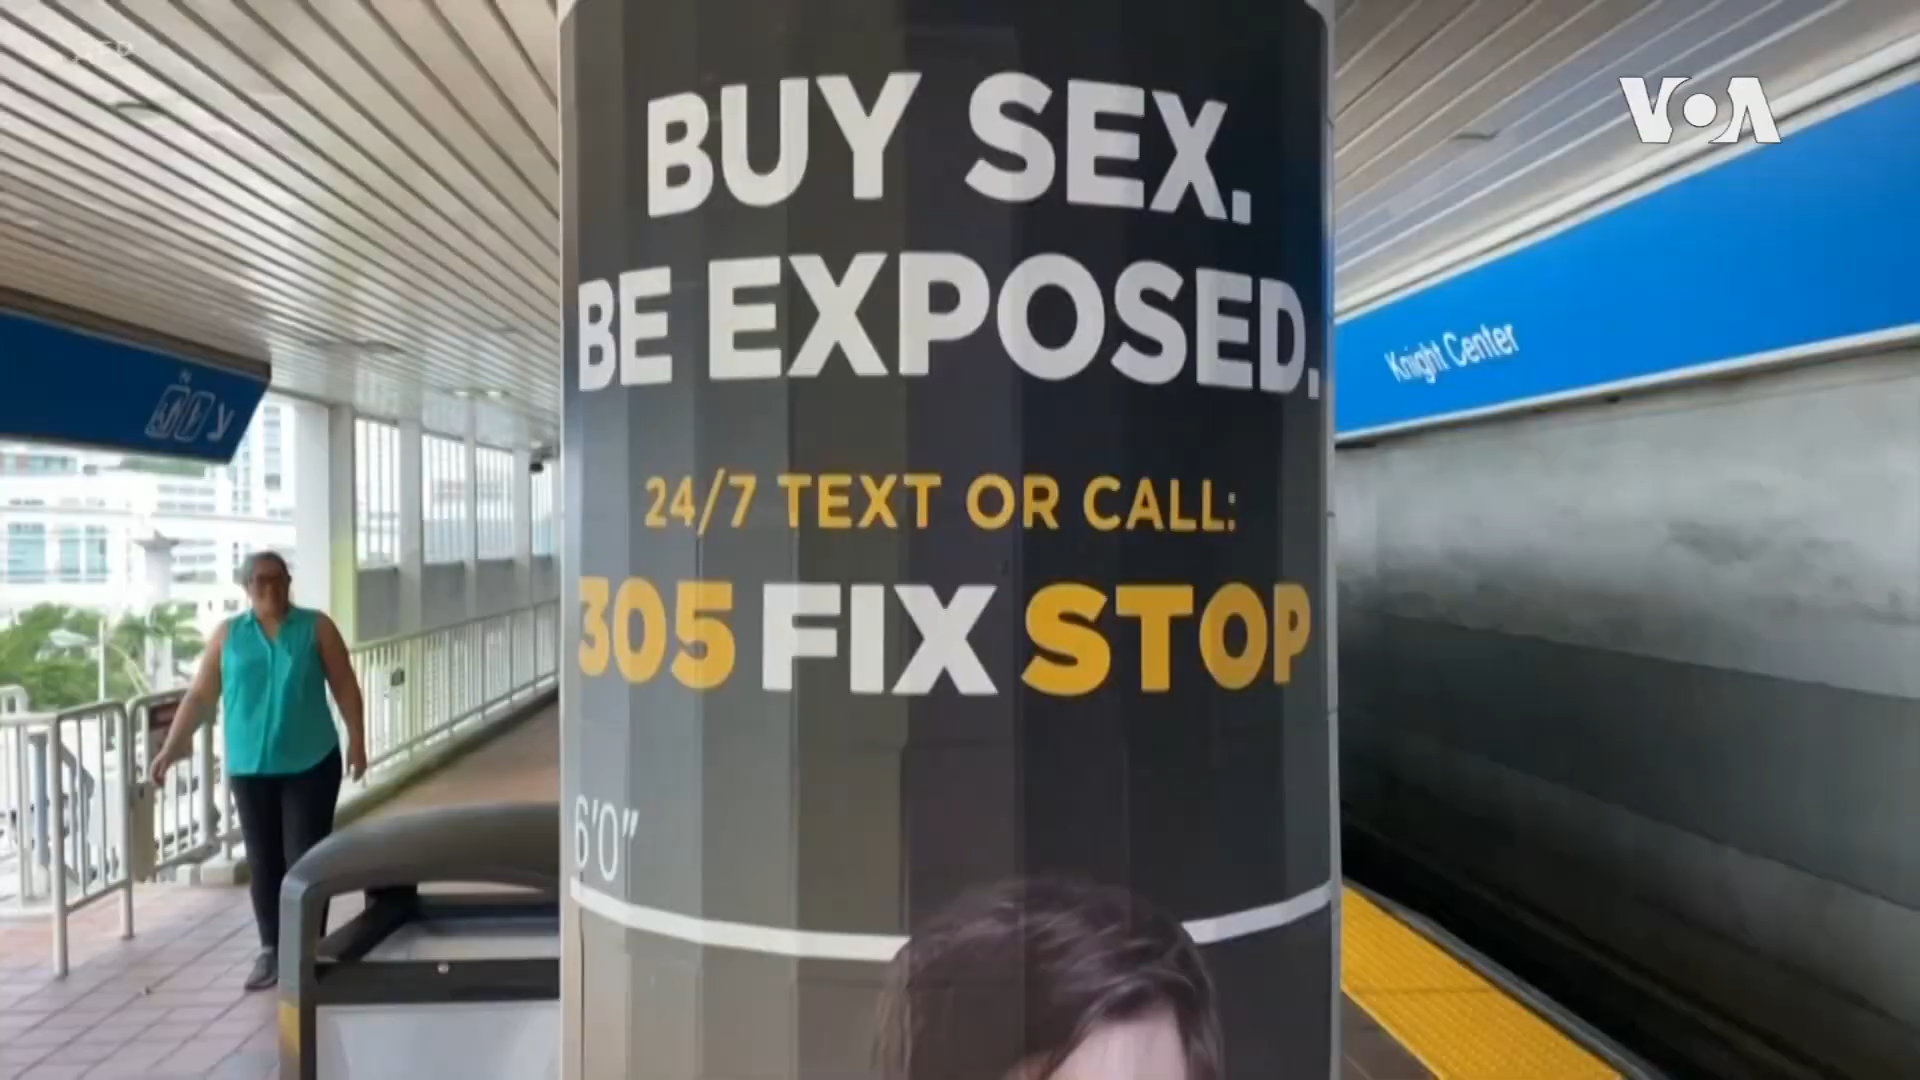 VOA
BUY SEX.
BE EXPOSED.
24/7 TEXT OR CALL:
305 FIX STOP
6'0"
Knight Center